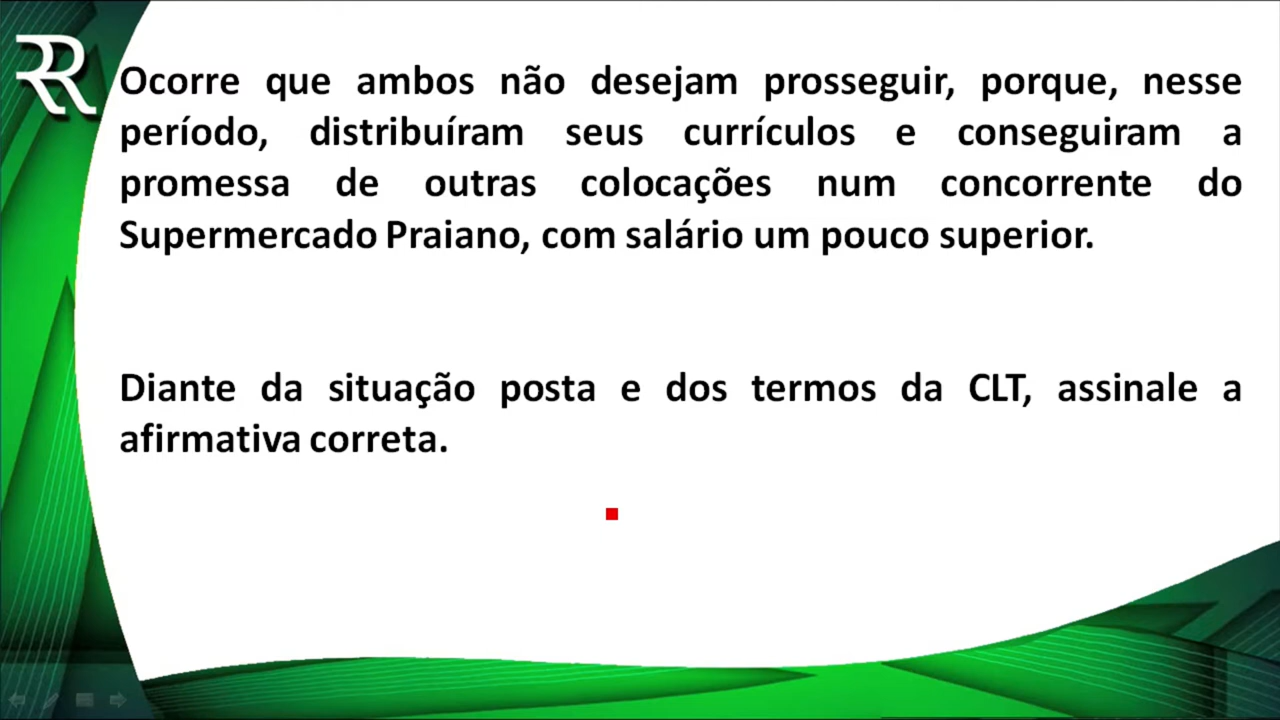 Ocorre que ambos não desejam prosseguir, porque, nesse
período, distribuíram seus currículos e conseguiram a
promessa de outras colocações num concorrente do
Supermercado Praiano, com salário um pouco superior.
Diante da situação posta e dos termos da CLT, assinale a
afirmativa correta.